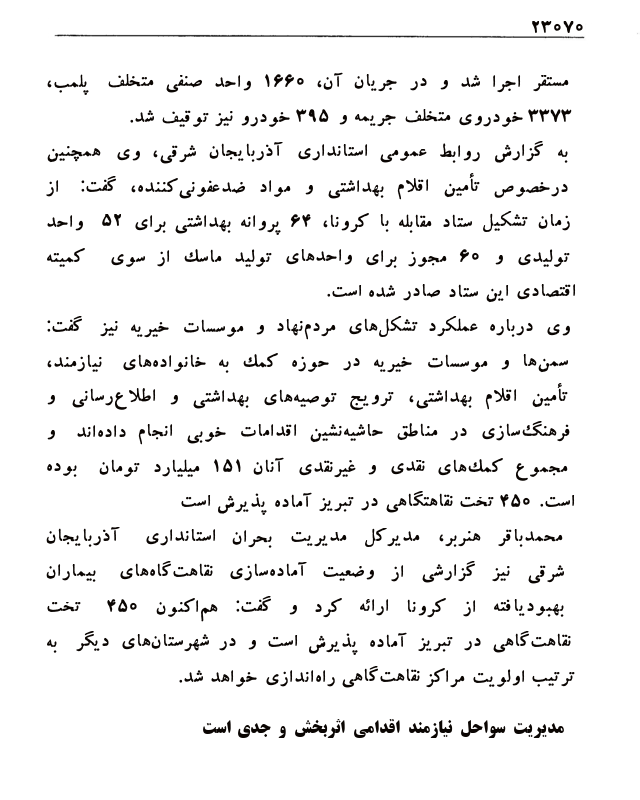 ۲۳۰۷۰
مستقر اجرا شد و در جریان آن، ۱۶۶۰ واحد صنفی متخلف پلمب،
۳۳۷۳ خودروی متخلف جریمه و ۳۹۵ خودرو نیز توقیف شد.
به گزارش روابط عمومی استانداری آذربایجان شرقی، وی همچنین
درخصوص تأمین اقلام بهداشتی و مواد ضدعفونی‌کننده، گفت: از
زمان تشکیل ستاد مقابله با کرونا، ۶۴ پروانه بهداشتی برای ۵۲ واحد
تولیدی و ۶۰ مجوز برای واحدهای تولید ماسك از سوی کمیته
اقتصادی این ستاد صادر شده است.
وی درباره عملکرد تشکل‌های مردم‌نهاد و موسسات خیریه نیز گفت:
سمن‌ها و موسسات خیریه در حوزه کمك به خانواده‌های نیازمند،
تأمین اقلام بهداشتی، ترویج توصیه‌های بهداشتی و اطلاع‌رسانی و
فرهنگ‌سازی در مناطق حاشیه‌نشین اقدامات خوبی انجام داده‌اند و
مجموع کمك‌های نقدی و غیرنقدی آنان ۱۵۱ میلیارد تومان بوده
است. ۴۵۰ تخت نقاهتگاهی در تبریز آماده پذیرش است
محمدباقر هنربر، مدیرکل مدیریت بحران استانداری آذربایجان
شرقی نیز گزارشی از وضعیت آماده‌سازی نقاهت‌گاه‌های بیماران
بهبودیافته از کرونا ارائه کرد و گفت: هم‌اکنون ۴۵۰ تخت
نقاهت‌گاهی در تبریز آماده پذیرش است و در شهرستان‌های دیگر به
ترتیب اولویت مراکز نقاهت‌گاهی راه‌اندازی خواهد شد.
مدیریت سواحل نیازمند اقدامی اثربخش و جدی است